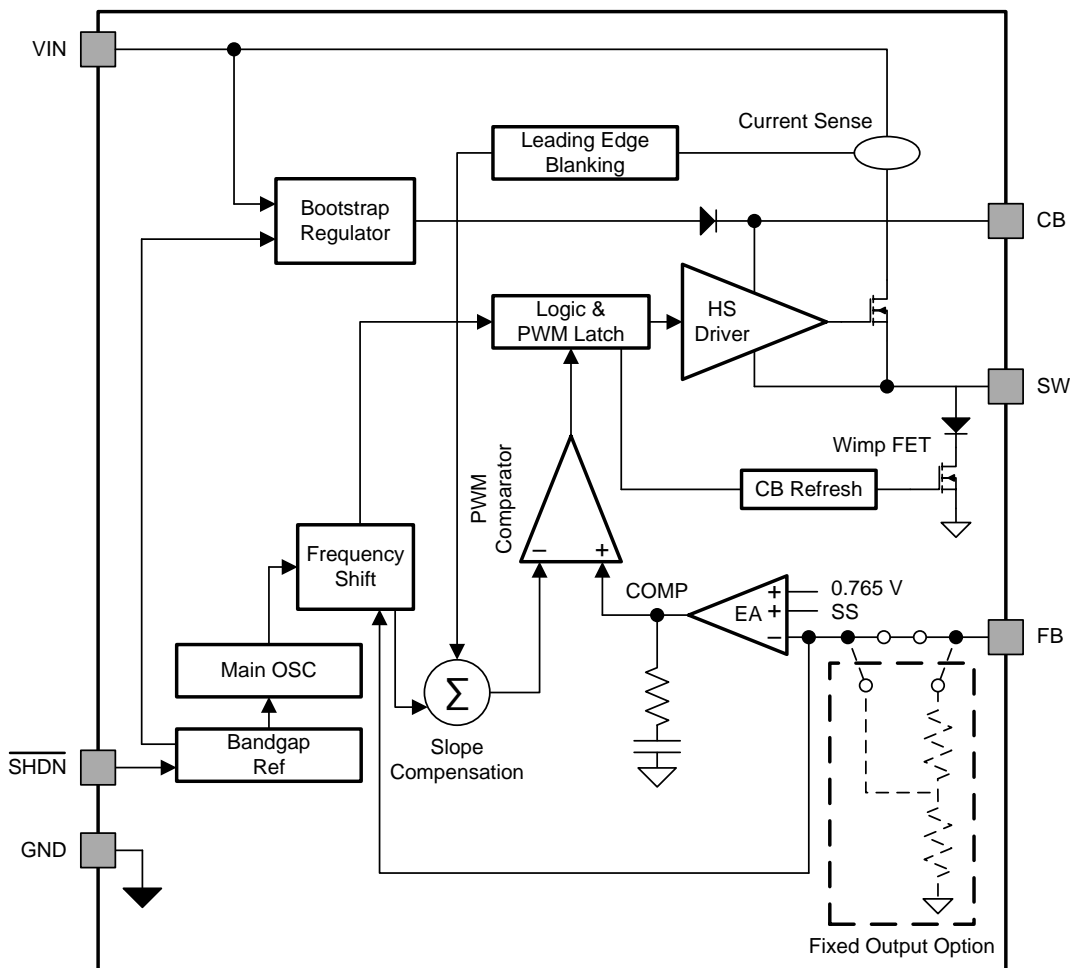 VIN
Current Sense
Leading Edge
Blanking
Bootstrap
Regulator
CB
Logic &
PWM Latch
HS
Driver
SW
Wimp FET
PWM
Comparator
CB Refresh
− +
Frequency
Shift
COMP
EA
+
+
−
0.765 V
SS
FB
Main OSC
Σ
Slope
Compensation
SHDN
Bandgap
Ref
GND
Fixed Output Option